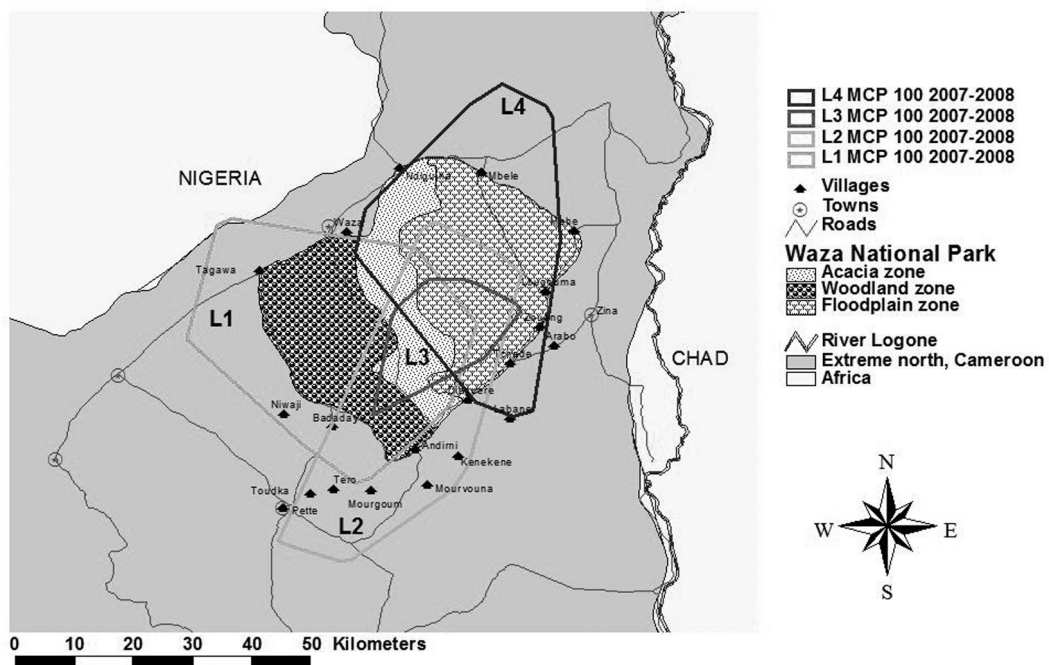 L4
NIGERIA
Ndiguina
Mbele
Waza
Tagawa
L1
Zina
Arabo
L3
CHAD
Niwaji
Andirni
Kenekene
Tero
Toudka
Mourgoum
Mourvouna
Pette
L2
0 10 20 30 40 50 Kilometers
L4 MCP 100 2007-2008
L3 MCP 100 2007-2008
L2 MCP 100 2007-2008
L1 MCP 100 2007-2008
Villages
Towns
Roads
Waza National Park
Acacia zone
Woodland zone
Floodplain zone
River Logone
Extreme north, Cameroon
Africa
N
W E
S